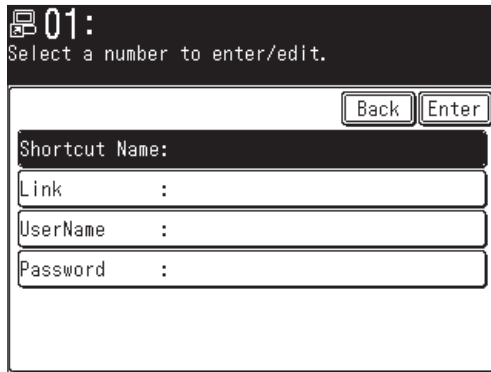 01:
Select a number to enter/edit.
Back Enter
Shortcut Name:
Link :
UserName :
Password :